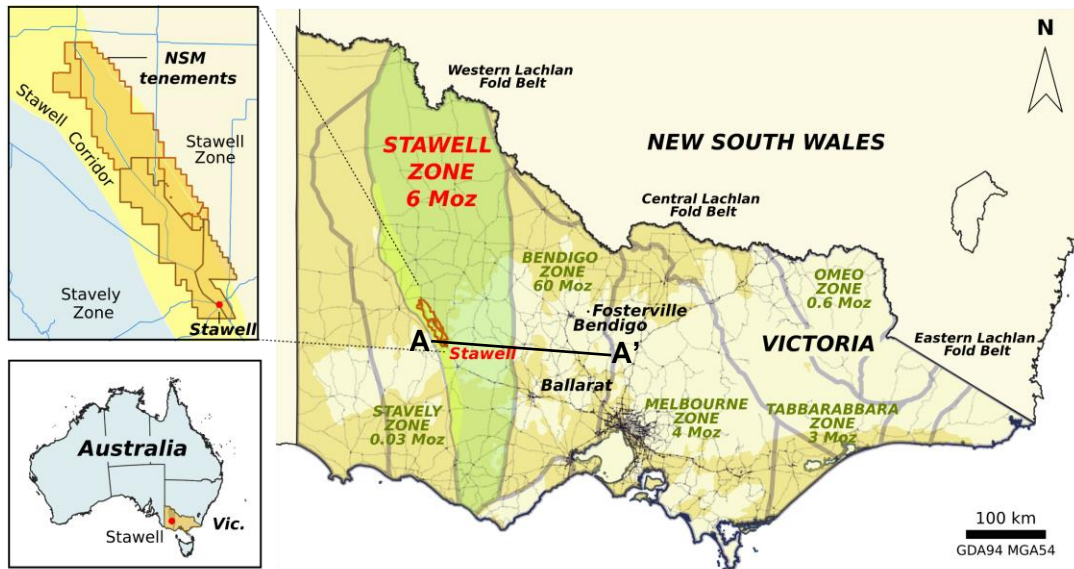 NSM
tenements
Stawell
Corridor
Stawell
Zone
Stavely
Zone
Stawell
Australia
Stawell
Vic.
N
Western Lachlan
Fold Belt
STAWELL
ZONE
6 Moz
NEW SOUTH WALES
Central Lachlan
Fold Belt
BENDIGO
ZONE
60 Moz
OMEO
ZONE
0.6 Moz
Fosterville
Bendigo
Eastern Lachlan
Fold Belt
A
A'
Stawell
VICTORIA
Ballarat
STAVELY
ZONE
0.03 Moz
MELBOURNE
ZONE
4 Moz
TABBARABBARA
ZONE
3 Moz
100 km
GDA94 MGA54